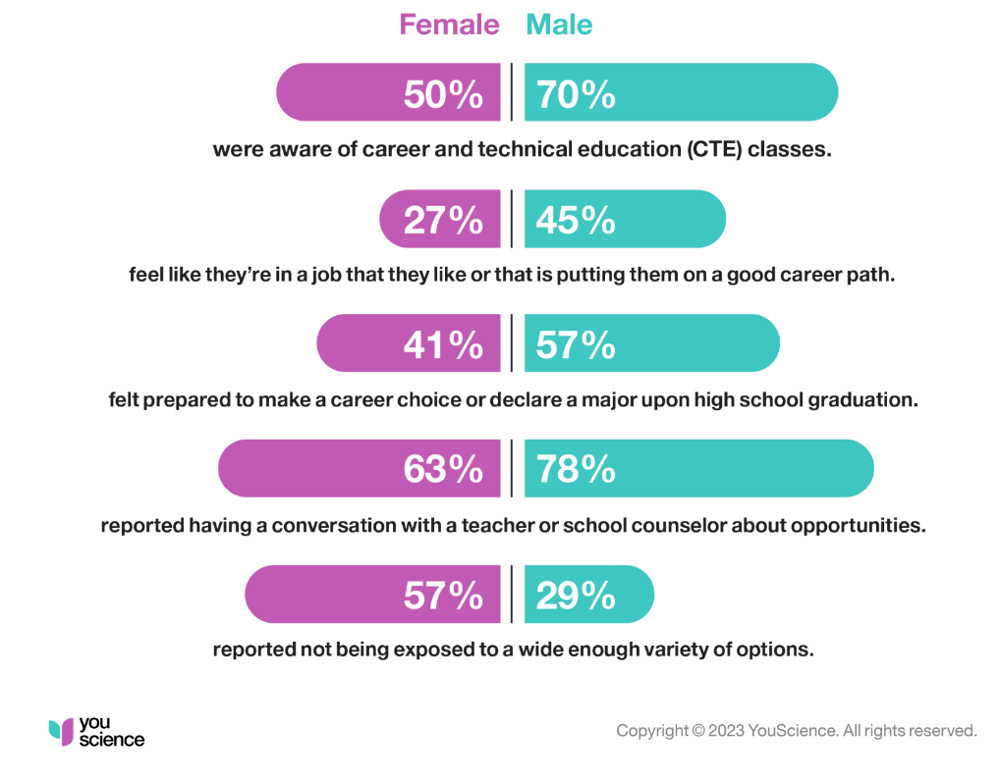 Female Male
50% 70%
were aware of career and technical education (CTE) classes.
27% 45%
feel like they're in a job that they like or that is putting them on a good career path.
41% 57%
felt prepared to make a career choice or declare a major upon high school graduation.
63% 78%
reported having a conversation with a teacher or school counselor about opportunities.
57% 29%
reported not being exposed to a wide enough variety of options.
you
science
Copyright © 2023 YouScience. All rights reserved.